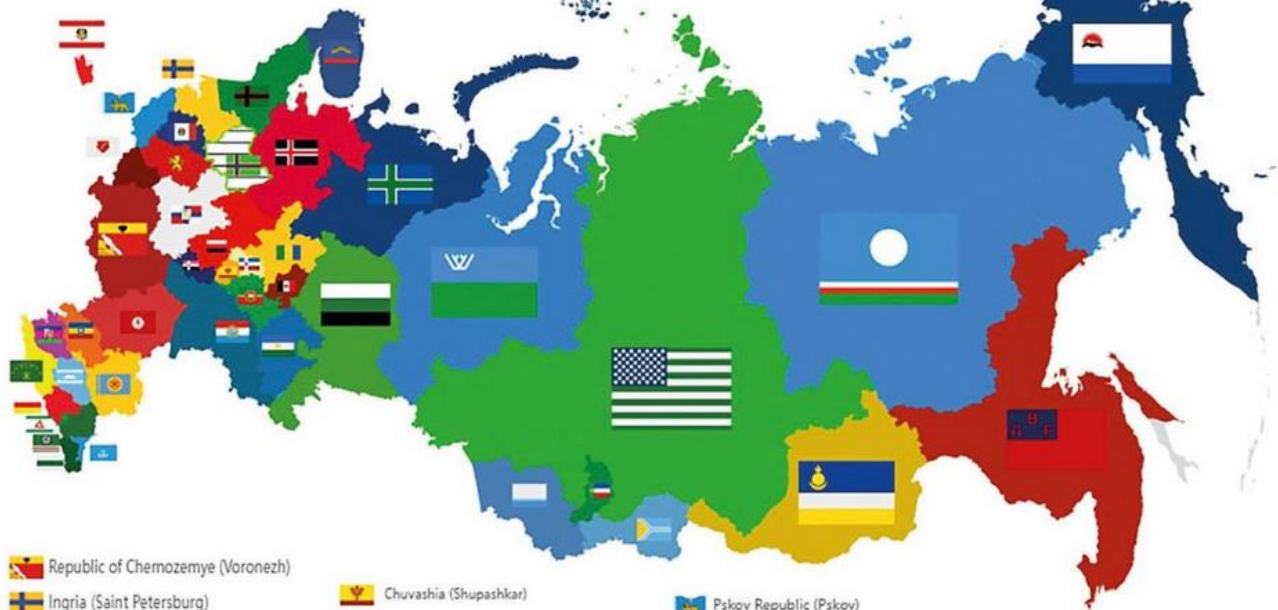 Republic of Chernozemye (Voronezh)
Ingria (Saint Petersburg)
Chuvashia (Shupashkar)
Pskov Republic (Pskov)